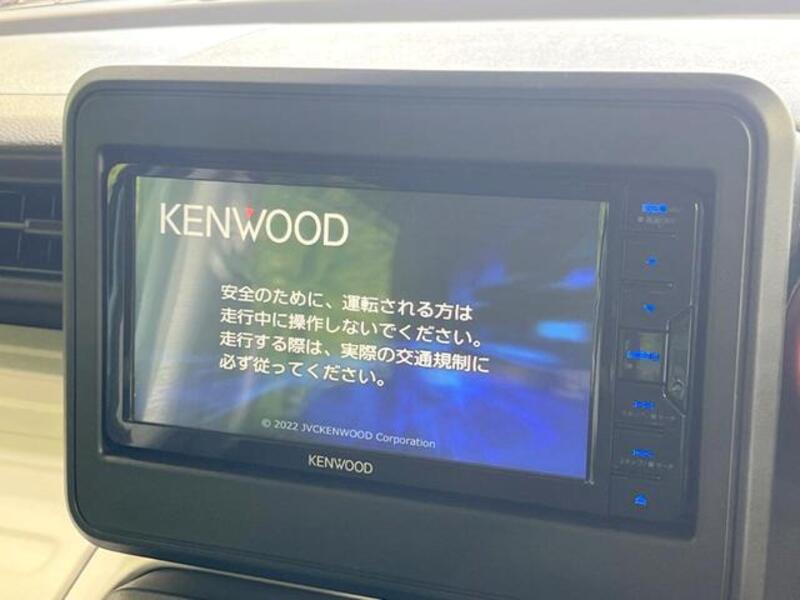 KENWOOD
安全のために、運転される方は
走行中に操作しないでください。
走行する際は、実際の交通規制に
必ず従ってください。
© 2022 JVCKENWOOD Corporation
KENWOOD